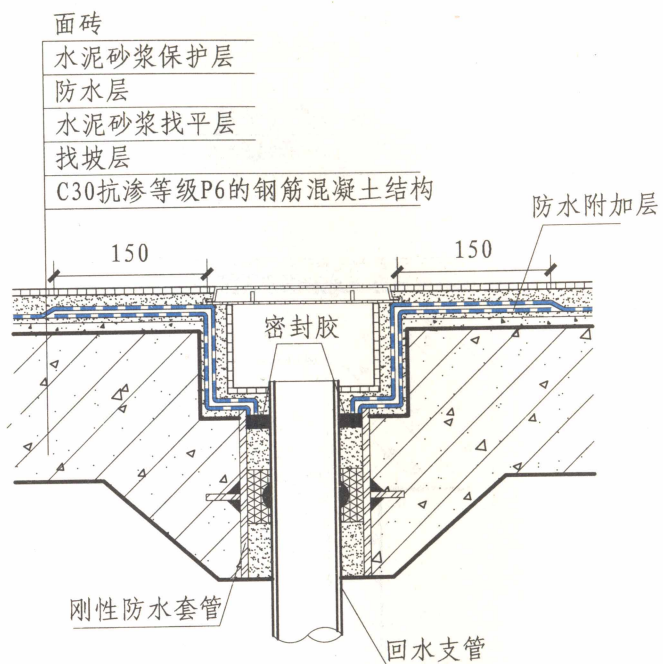 面砖
水泥砂浆保护层
防水层
水泥砂浆找平层
找坡层
C30抗渗等级P6的钢筋混凝土结构
防水附加层
150
150
密封胶
刚性防水套管
回水支管